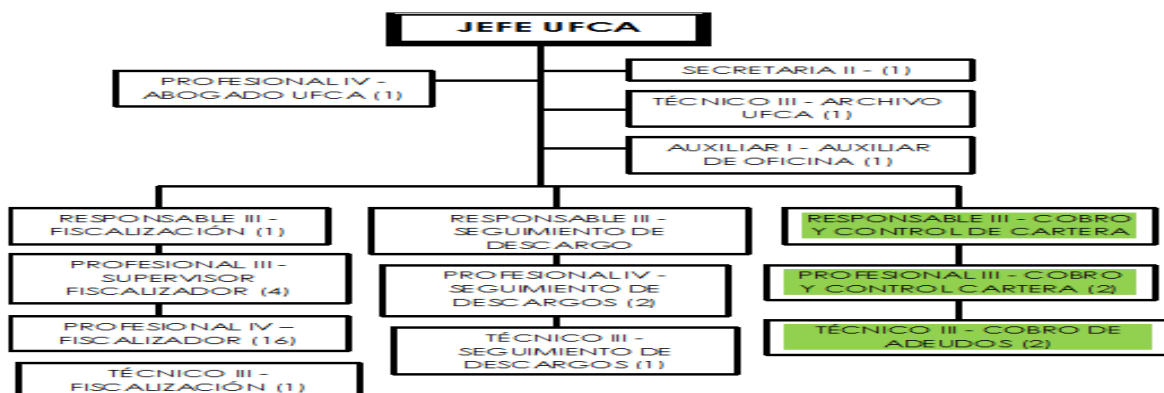 JEFE UFCA
PROFESIONAL IV -
ABOGADO UFCA (1)
SECRETARIA II - (1)
TÉCNICO III - ARCHIVO
UFCA (1)
AUXILIAR I - AUXILIAR
DE OFICINA (1)
RESPONSABLE III -
FISCALIZACIÓN (1)
PROFESIONAL III -
SUPERVISOR
FISCALIZADOR (4)
PROFESIONAL IV –
FISCALIZADOR (16)
TÉCNICO III -
FISCALIZACIÓN (1)
RESPONSABLE III -
SEGUIMIENTO DE
DESCARGO
PROFESIONAL IV -
SEGUIMIENTO DE
DESCARGOS (2)
TÉCNICO III -
SEGUIMIENTO DE
DESCARGOS (1)
RESPONSABLE III - COBRO
Y CONTROL DE CARTERA
PROFESIONAL III - COBRO
Y CONTROL CARTERA (2)
TÉCNICO III - COBRO DE
ADEUDOS (2)